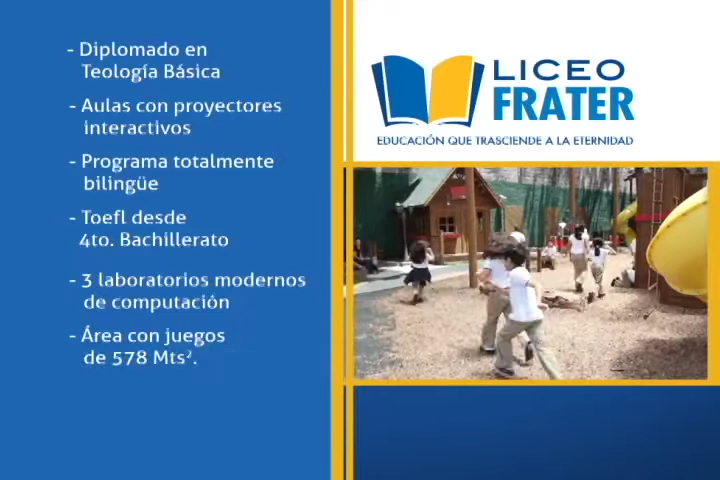 - Diplomado en
Teología Básica
- Aulas con proyectores
interactivos
- Programa totalmente
bilingüe
- Toefl desde
4to. Bachillerato
- 3 laboratorios modernos
de computación
- Área con juegos
de 578 Mts².
LICEO
FRATER
EDUCACIÓN QUE TRASCIENDE A LA ETERNIDAD